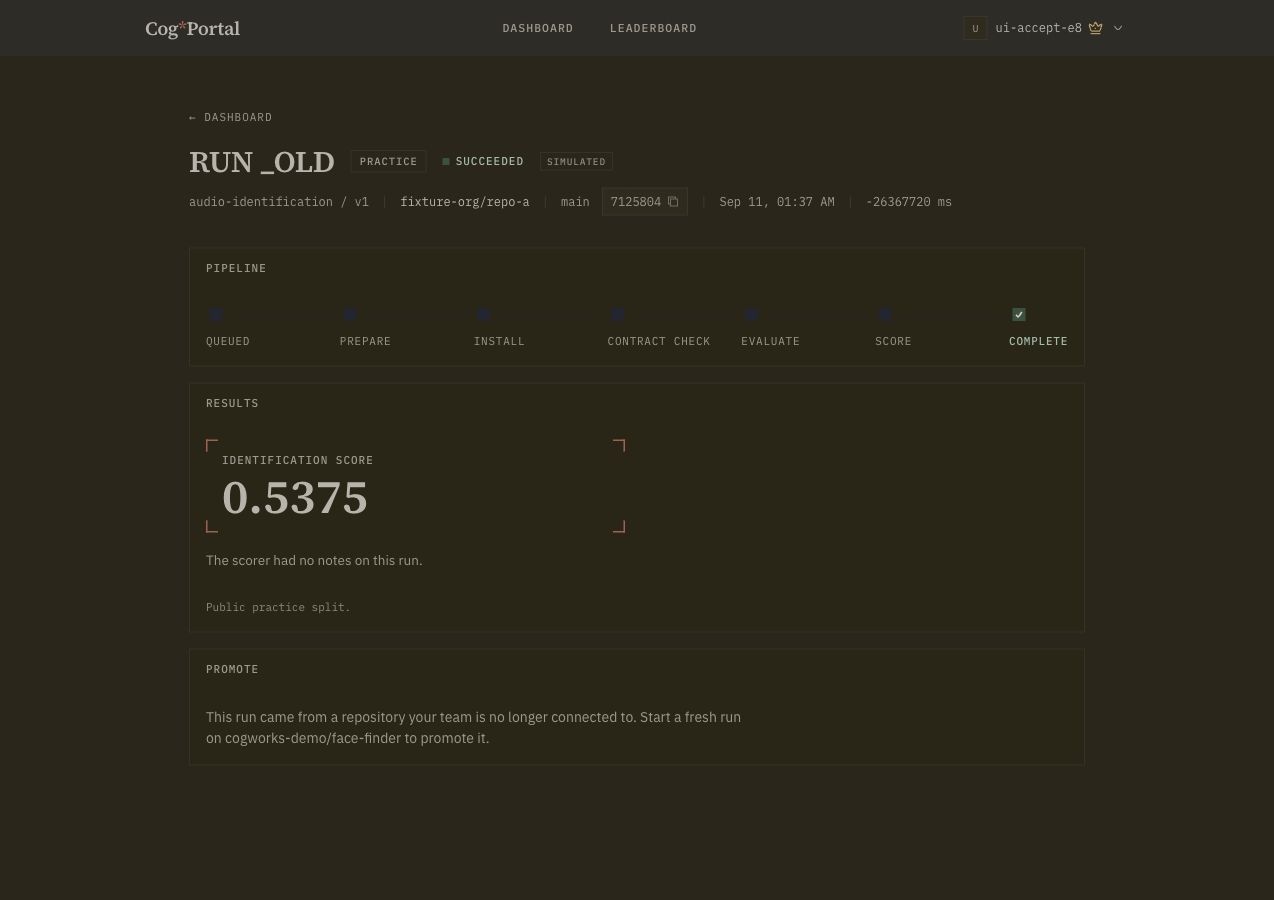 Cog*Portal DASHBOARD LEADERBOARD U ui-accept-e8
← DASHBOARD
RUN _OLD PRACTICE SUCCEEDED SIMULATED
audio-identification / v1 fixture-org/repo-a main 7125804 Sep 11, 01:37 AM -26367720 ms
PIPELINE
QUEUED PREPARE INSTALL CONTRACT CHECK EVALUATE SCORE COMPLETE
RESULTS
IDENTIFICATION SCORE
0.5375
The scorer had no notes on this run.
Public practice split.
PROMOTE
This run came from a repository your team is no longer connected to. Start a fresh run
on cogworks-demo/face-finder to promote it.